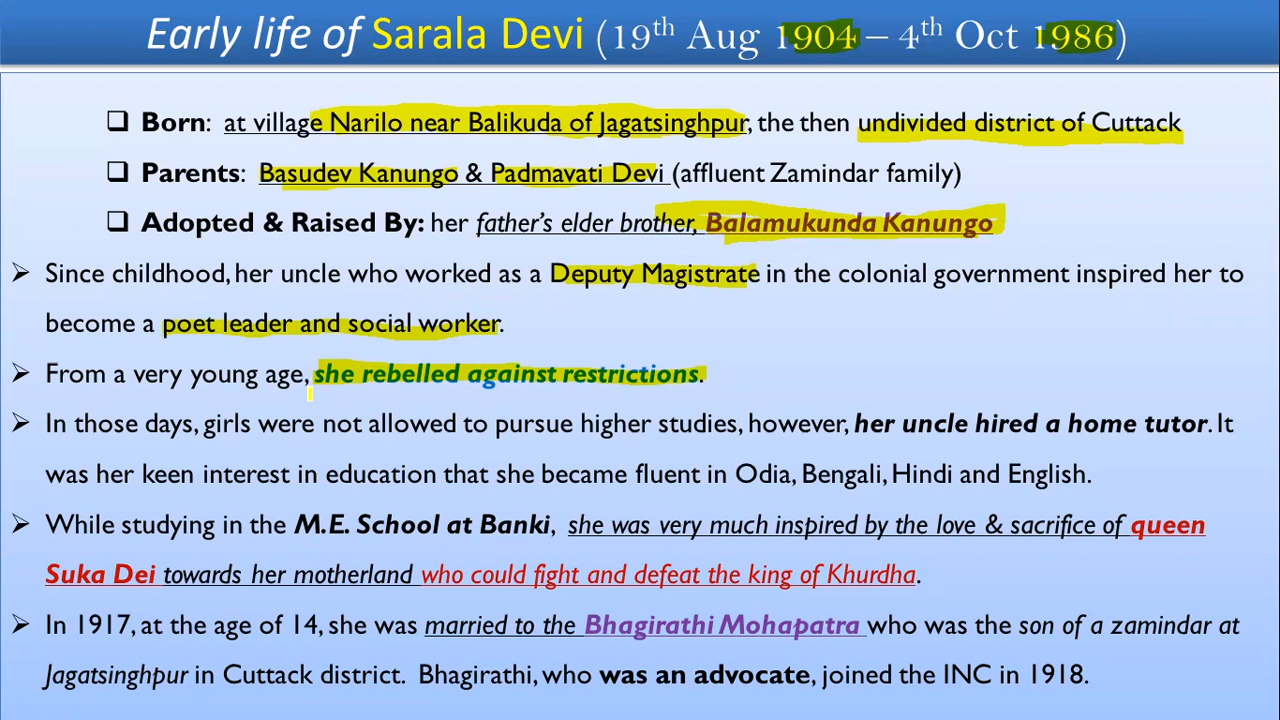 Early life of Sarala Devi (19th Aug 1904 – 4th Oct 1986)
❑ Born: at village Narilo near Balikuda of Jagatsinghpur, the then undivided district of Cuttack
❑ Parents: Basudev Kanungo & Padmavati Devi (affluent Zamindar family)
❑ Adopted & Raised By: her father's elder brother, Balamukunda Kanungo
➢ Since childhood, her uncle who worked as a Deputy Magistrate in the colonial government inspired her to
become a poet leader and social worker.
➢ From a very young age, she rebelled against restrictions.
➢ In those days, girls were not allowed to pursue higher studies, however, her uncle hired a home tutor. It
was her keen interest in education that she became fluent in Odia, Bengali, Hindi and English.
➢ While studying in the M.E. School at Banki, she was very much inspired by the love & sacrifice of queen
Suka Dei towards her motherland who could fight and defeat the king of Khurdha.
➢ In 1917, at the age of 14, she was married to the Bhagirathi Mohapatra who was the son of a zamindar at
Jagatsinghpur in Cuttack district. Bhagirathi, who was an advocate, joined the INC in 1918.